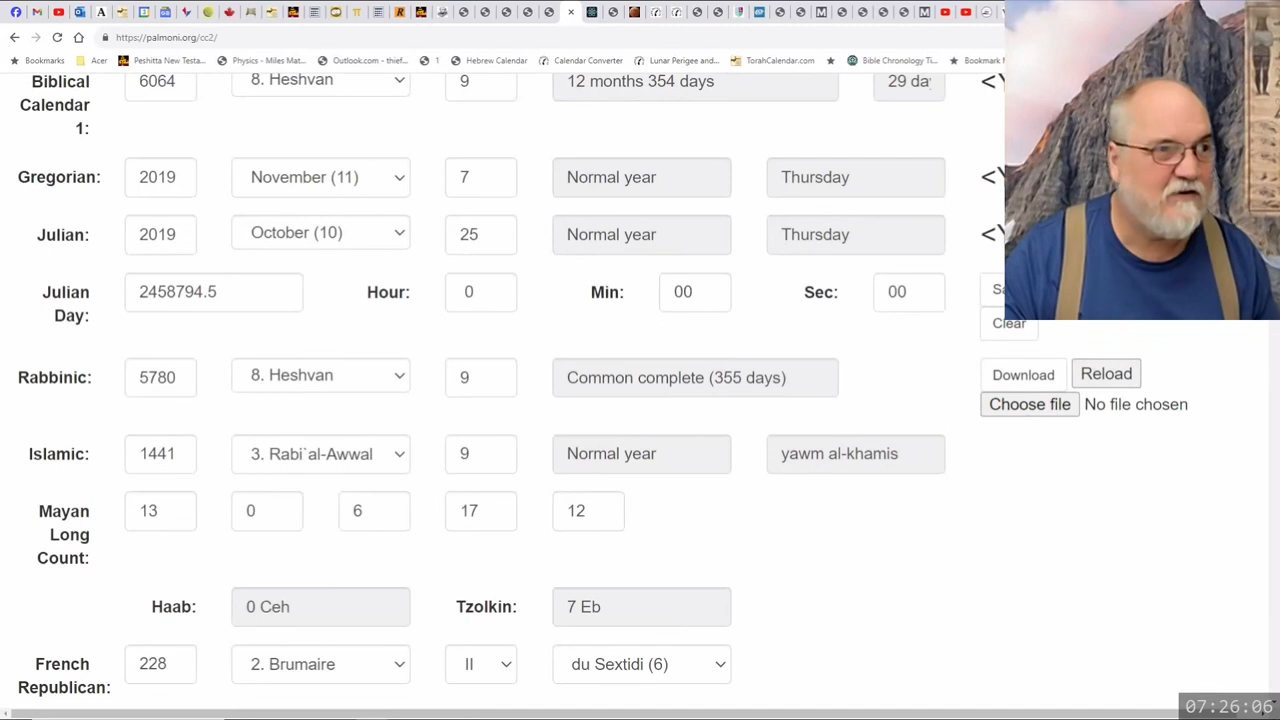 https://palmoni.org/cc2/
Bookmarks Acer Peshitta New Testa... Physics - Miles Mat... Outlook.com - thief... 1 Hebrew Calendar Calendar Converter Lunar Perigee and... TorahCalendar.com Bible Chronology Ti... Bookmark
Biblical Calendar 1: 6064 8. Heshvan 9 12 months 354 days 29 da
Gregorian: 2019 November (11) 7 Normal year Thursday <Y
Julian: 2019 October (10) 25 Normal year Thursday <Y
Julian Day: 2458794.5 Hour: 0 Min: 00 Sec: 00 Sa
Clear
Rabbinic: 5780 8. Heshvan 9 Common complete (355 days) Download Reload
Choose file No file chosen
Islamic: 1441 3. Rabi`al-Awwal 9 Normal year yawm al-khamis
Mayan Long Count: 13 0 6 17 12
Haab: 0 Ceh Tzolkin: 7 Eb
French Republican: 228 2. Brumaire II du Sextidi (6)
07:26:06